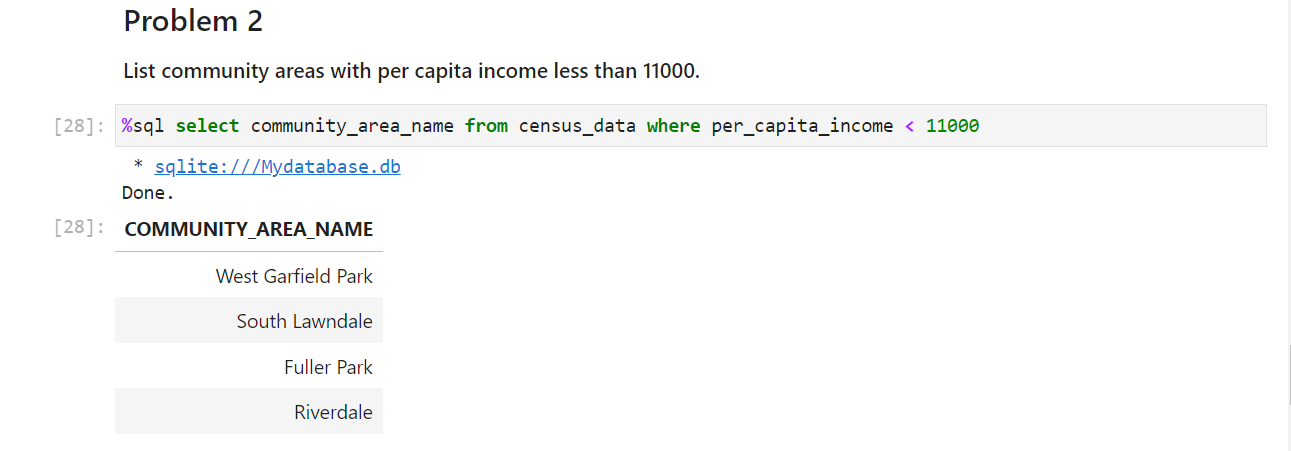 Problem 2
List community areas with per capita income less than 11000.
[28]: %sql select community_area_name from census_data where per_capita_income < 11000
* sqlite:///Mydatabase.db
Done.
[28]: COMMUNITY_AREA_NAME
West Garfield Park
South Lawndale
Fuller Park
Riverdale